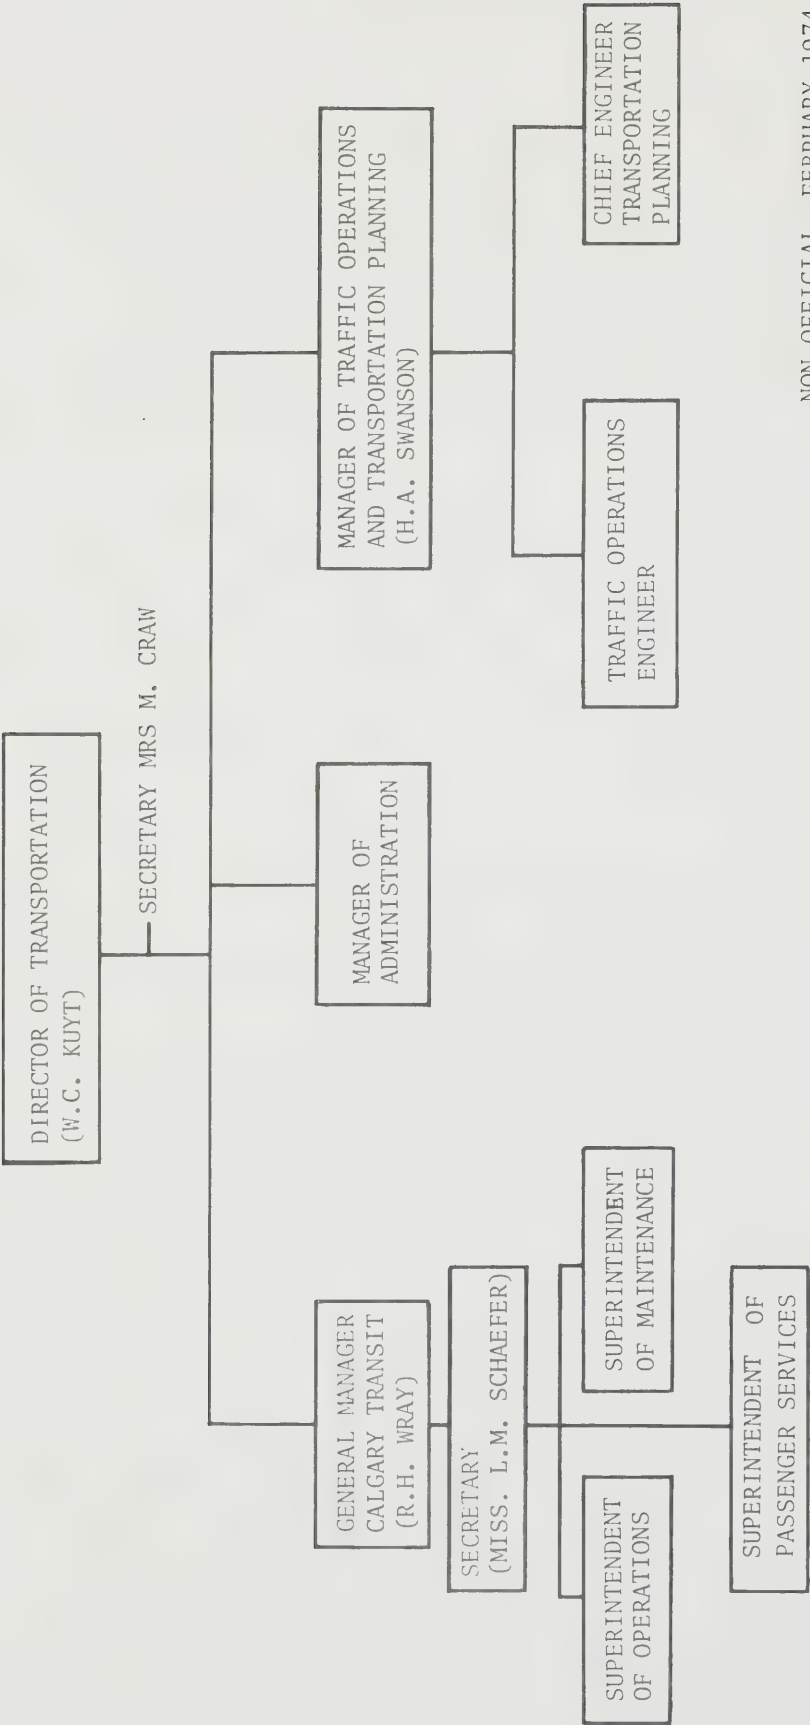 DIRECTOR OF TRANSPORTATION
(W.C. KUYT)
SECRETARY MRS M. CRAW
GENERAL MANAGER
CALGARY TRANSIT
(R.H. WRAY)
MANAGER OF
ADMINISTRATION
MANAGER OF TRAFFIC OPERATIONS
AND TRANSPORTATION PLANNING
(H.A. SWANSON)
SECRETARY
(MISS. L.M. SCHAEFER)
SUPERINTENDENT
OF OPERATIONS
SUPERINTENDENT
OF MAINTENANCE
TRAFFIC OPERATIONS
ENGINEER
CHIEF ENGINEER
TRANSPORTATION
PLANNING
SUPERINTENDENT OF
PASSENGER SERVICES
NON OFFICIAL FEBRUARY 1974